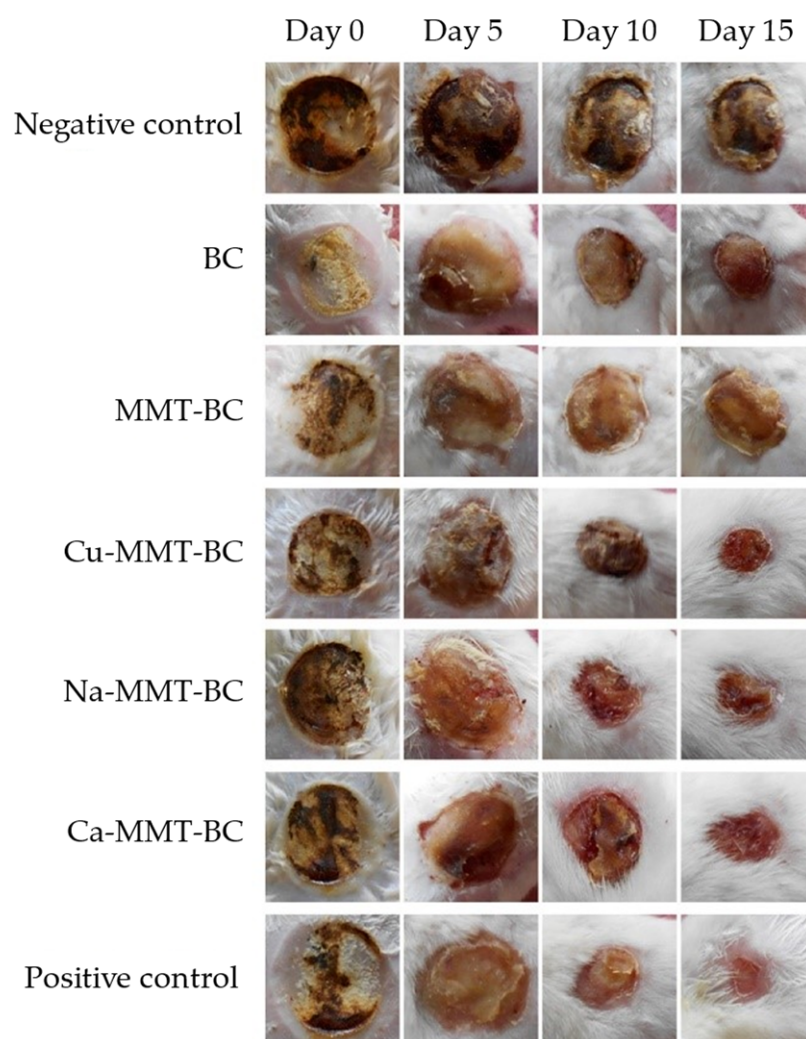 Day 0 Day 5 Day 10 Day 15
Negative control
BC
MMT-BC
Cu-MMT-BC
Na-MMT-BC
Ca-MMT-BC
Positive control